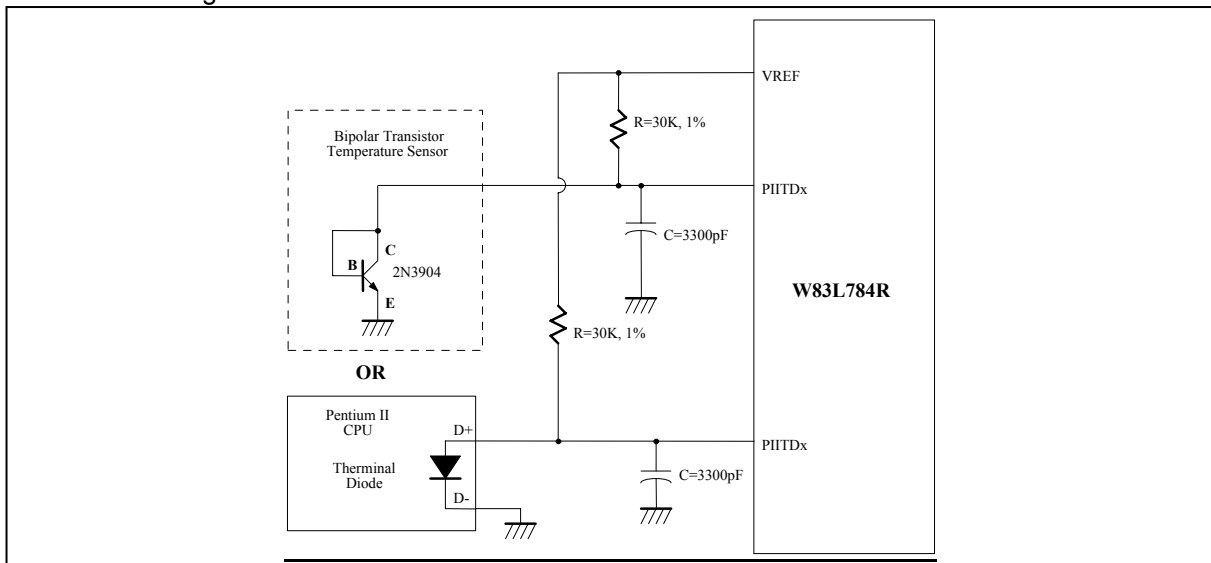 VREF
R=30K, 1%
Bipolar Transistor
Temperature Sensor
PIITDx
C=3300pF
C
B
2N3904
E
W83L784R
R=30K, 1%
OR
Pentium II
CPU
D+
PIITDx
Therminal
Diode
C=3300pF
D-